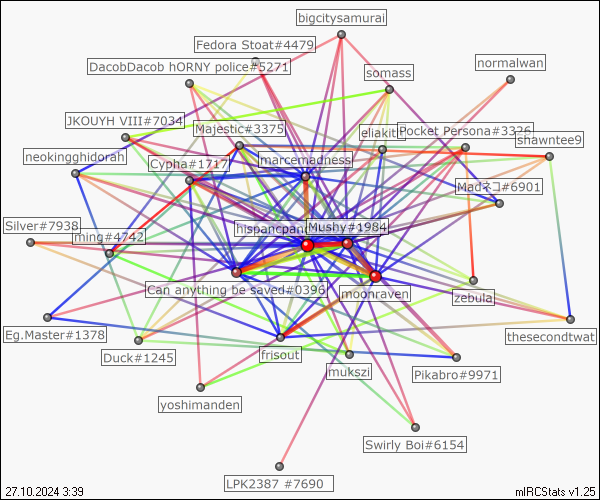 bigcitysamurai
Fedora Stoat#4479
DacobDacob hORNY police#5271
somass
normalwan
JKOUYH VIII#7034
Majestic#3375
eliakith
Pocket Persona#3326
shawntee9
neokingghidorah
Cypha#1717
marcemadness
Madネコ#6901
Silver#7938
ming#4742
Mushy#1984
Can anything be saved#0396
moonraven
zebula
Eg.Master#1378
Duck#1245
frisout
thesecondtwat
mukszi
Pikabro#9971
yoshimanden
Swirly Boi#6154
LPK2387 #7690
27.10.2024 3:39
mIRCStats v1.25